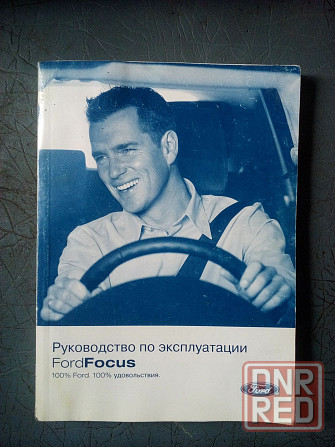 Руководство по эксплуатации
FordFocus
100% Ford. 100% удовольствия.
Ford
DNR
RED